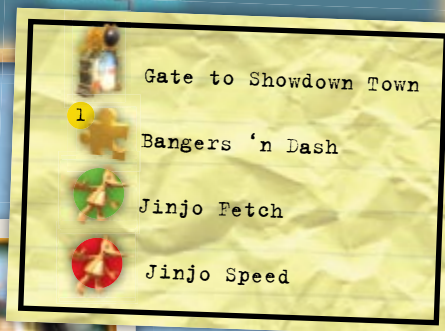 Gate to Showdown Town
1
Bangers 'n Dash
Jinjo Fetch
Jinjo Speed